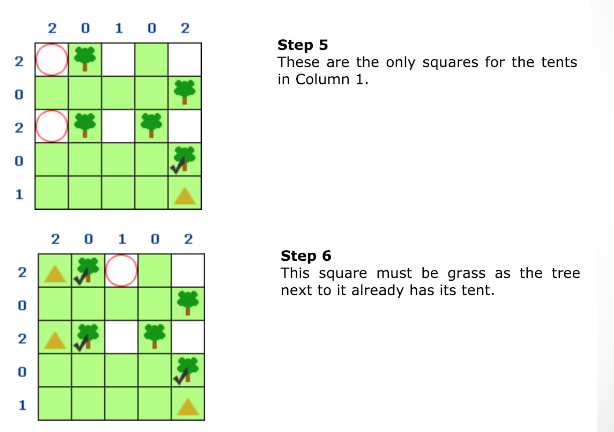 2 0 1 0 2
Step 5
2
These are the only squares for the tents
in Column 1.
0
2
0
1
2 0 1 0 2
Step 6
2
This square must be grass as the tree
next to it already has its tent.
0
2
0
1